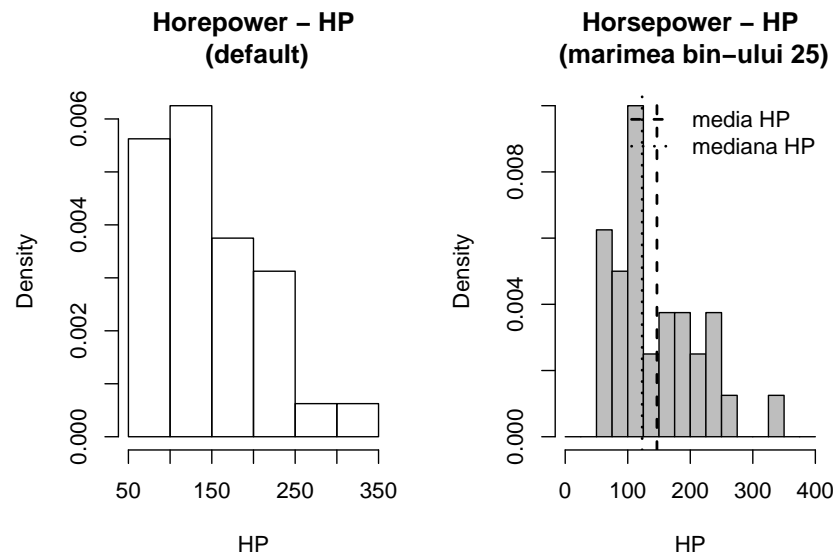 Horepower – HP
(default)
Density
0.000
0.002
0.004
0.006
50
150
250
350
HP
Horsepower – HP
(marimea bin–ului 25)
media HP
mediana HP
Density
0.000
0.004
0.008
0
100
200
300
400
HP